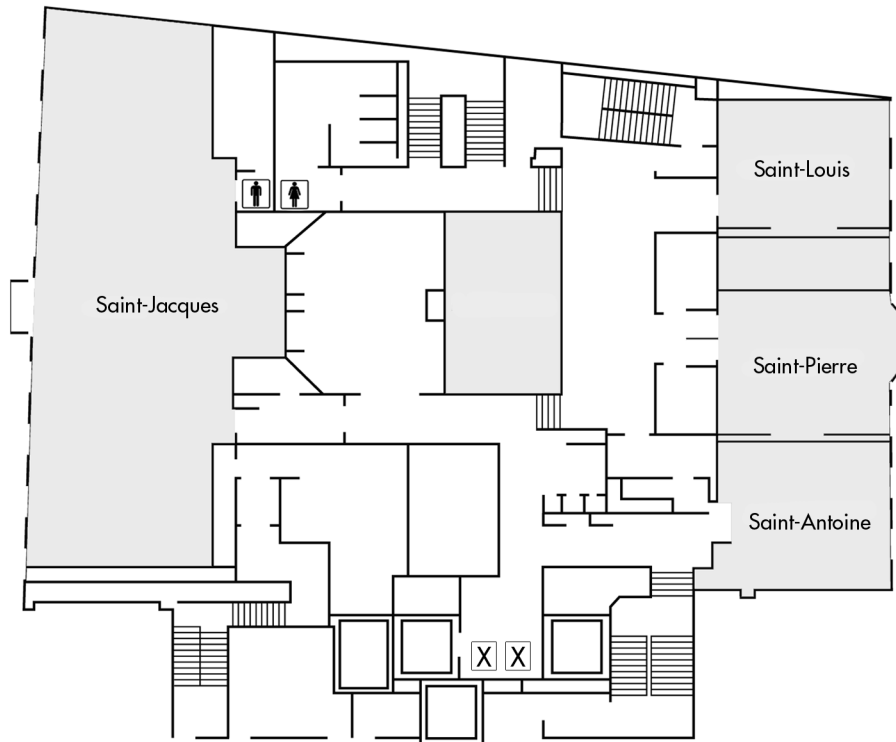 Saint-Louis
Saint-Jacques
Saint-Pierre
Saint-Antoine
X X